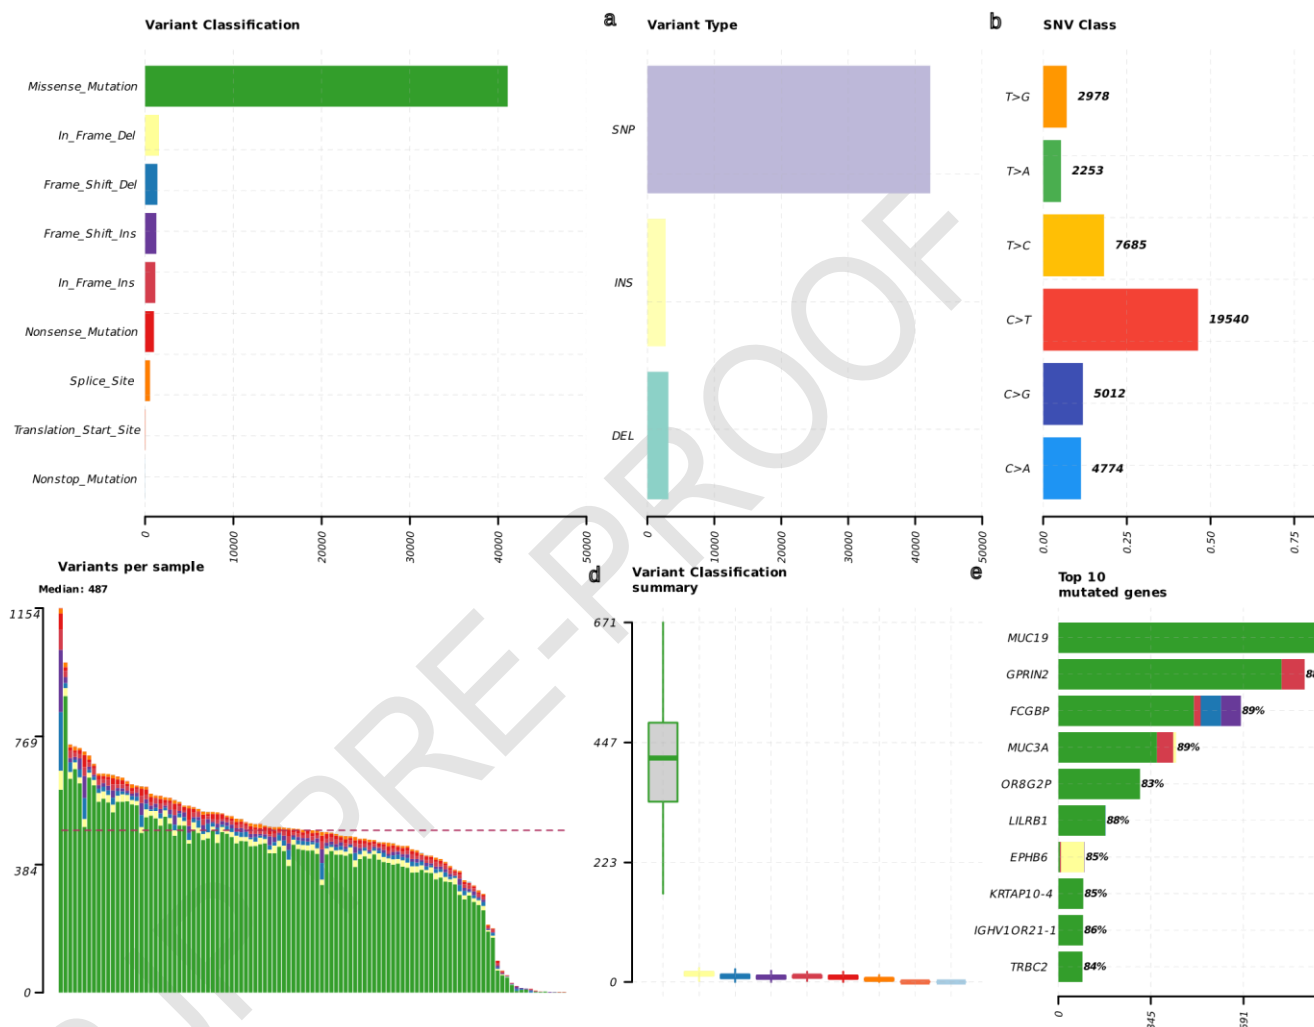 Variant Classification
Missense_Mutation
In_Frame_Del
Frame_Shift_Del
Frame_Shift_Ins
In_Frame_Ins
Nonsense_Mutation
Splice_Site
Translation_Start_Site
Nonstop_Mutation
0
10000
20000
30000
40000
50000
a
Variant Type
SNP
INS
DEL
0
10000
20000
30000
40000
50000
b
SNV Class
T>G
2978
T>A
2253
T>C
7685
C>T
19540
C>G
5012
C>A
4774
0.00
0.25
0.50
0.75
Variants per sample
Median: 487
1154
769
384
0
d
Variant Classification
summary
671
447
223
0
e
Top 10
mutated genes
MUC19
GPRIN2
FCGBP 89%
MUC3A 89%
OR8G2P 83%
LILRB1 88%
EPHB6 85%
KRTAP10-4 85%
IGHV1OR21-1 86%
TRBC2 84%
0
PRE-PROOF